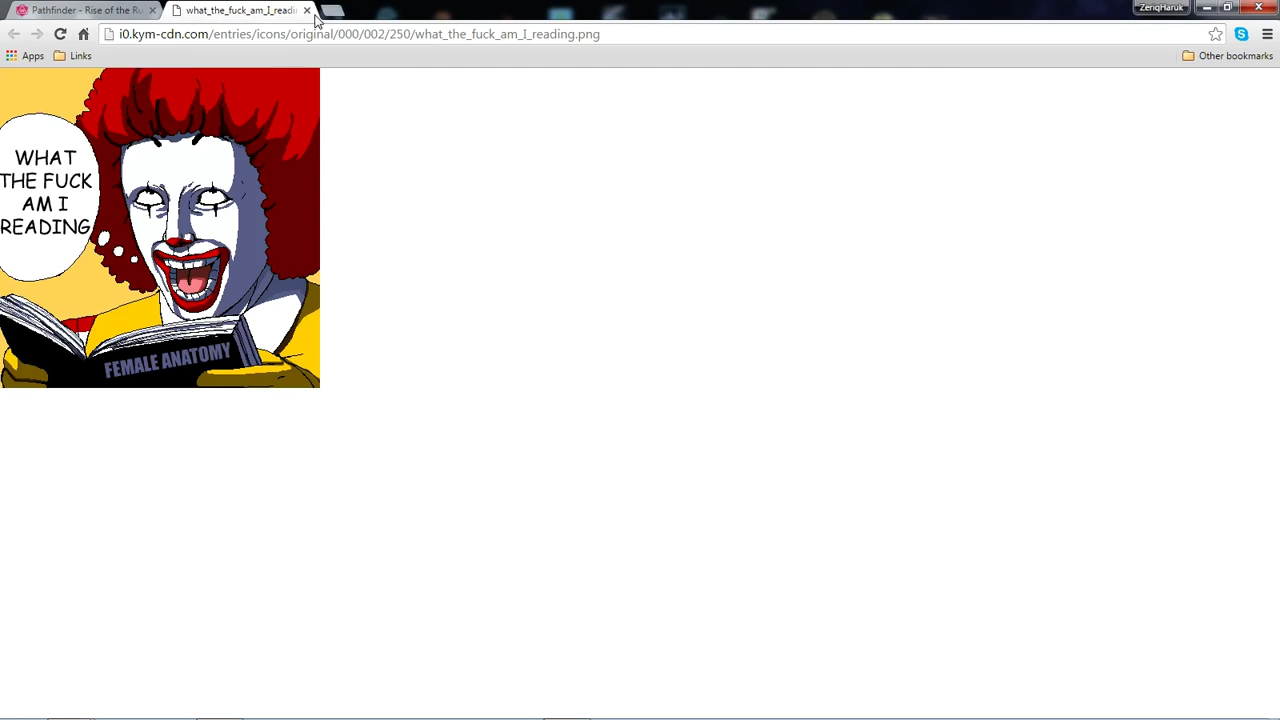 Pathfinder - Rise of the Ru
what_the_fuck_am_I_readi
ZeriqHaruk
i0.kym-cdn.com/entries/icons/original/000/002/250/what_the_fuck_am_I_reading.png
Apps
Links
Other bookmarks
WHAT
THE FUCK
AM I
READING
FEMALE ANATOMY